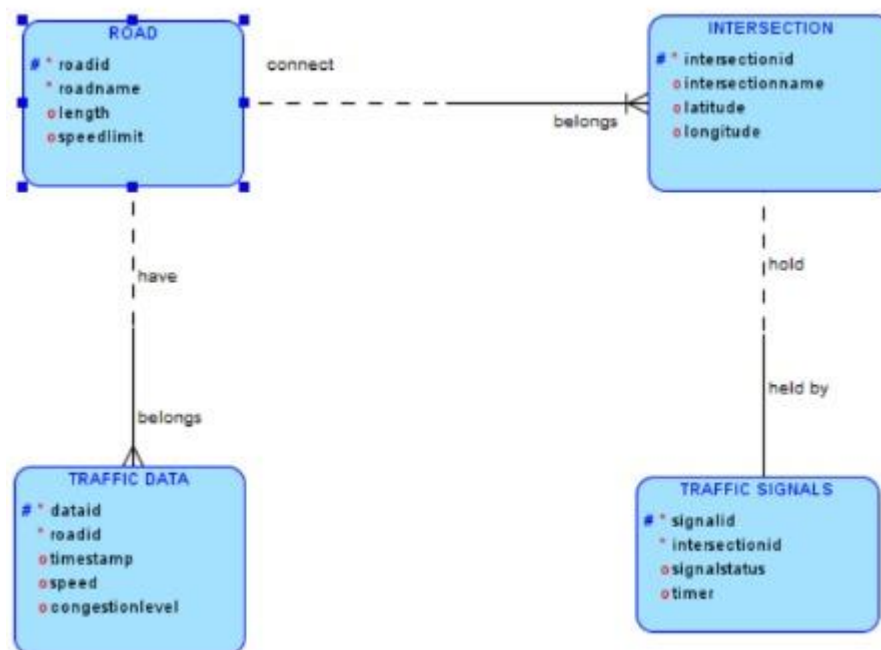 ROAD
# * roadid
* roadname
o length
o speedlimit
connect
belongs
INTERSECTION
# * intersectionid
o intersectionname
o latitude
o longitude
have
belongs
hold
held by
TRAFFIC DATA
# * dataid
* roadid
o timestamp
o speed
o congestionlevel
TRAFFIC SIGNALS
# * signalid
* intersectionid
o signalstatus
o timer